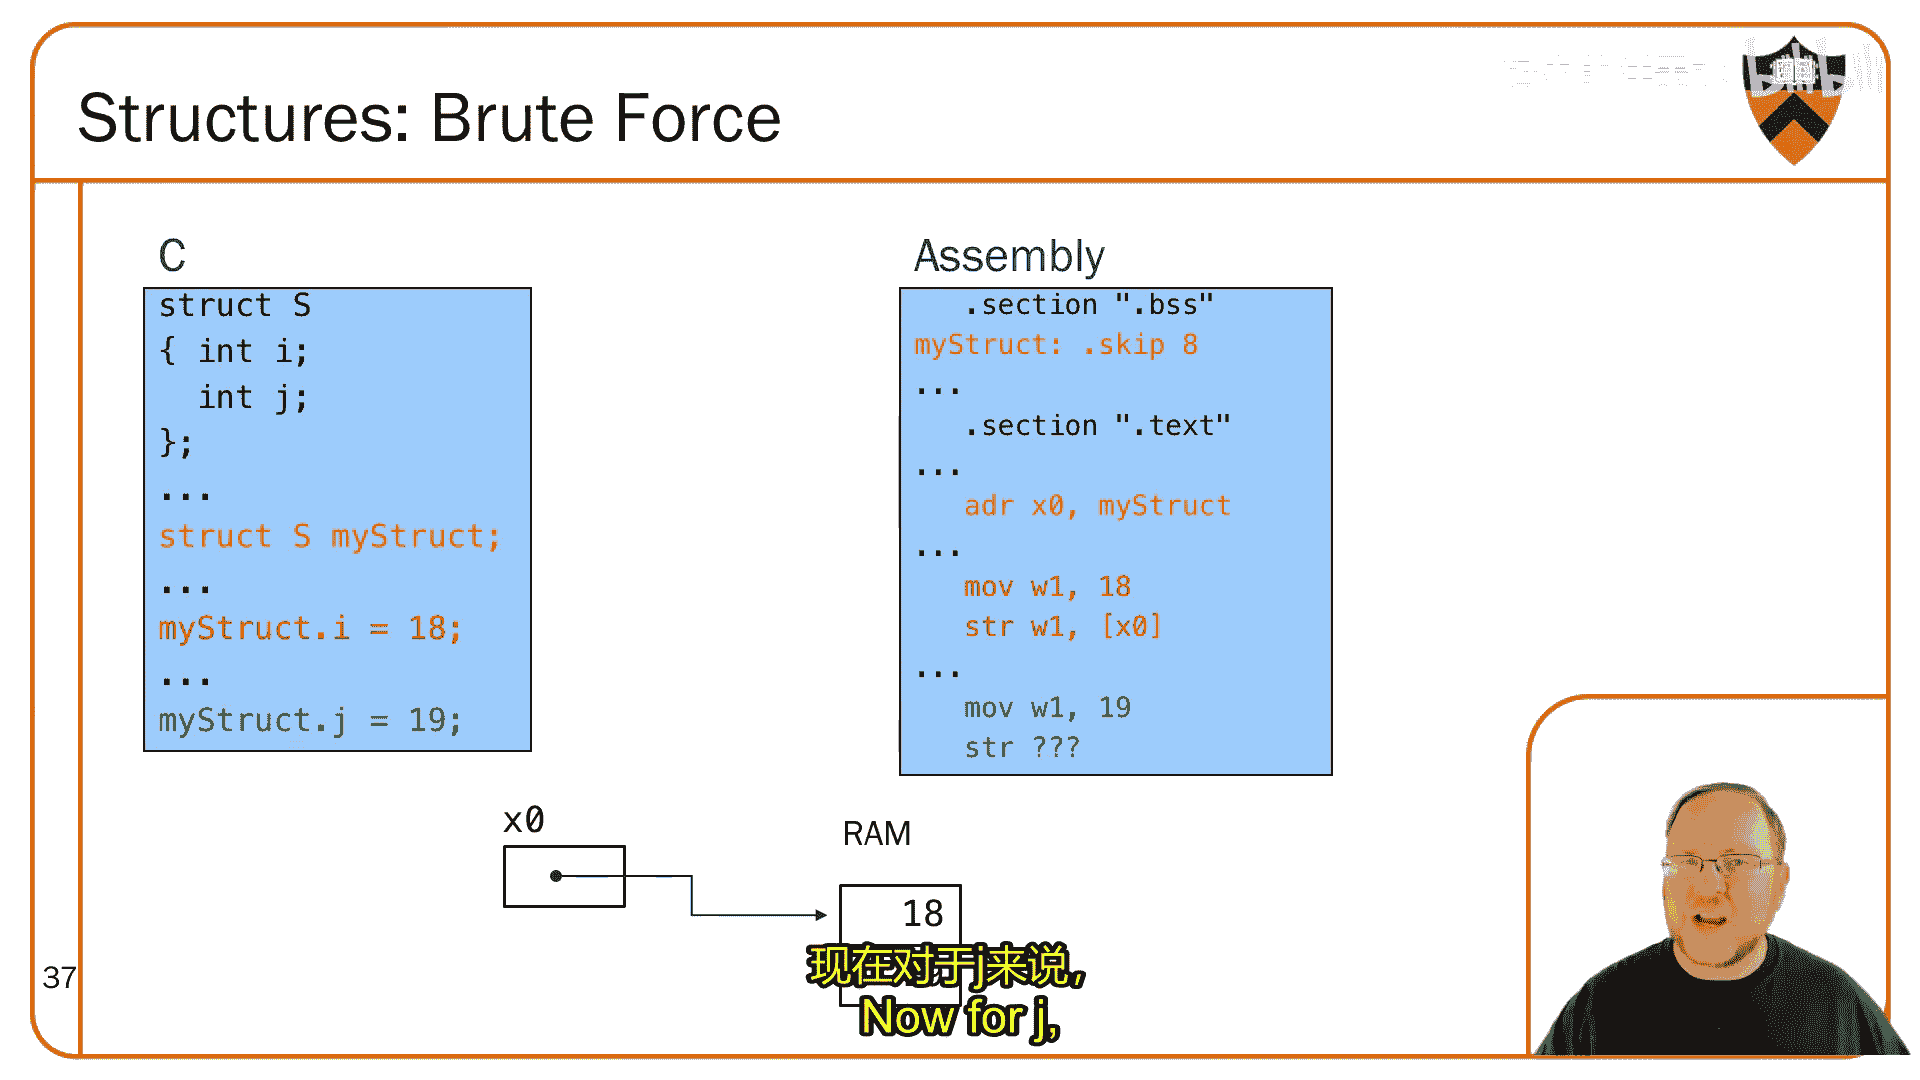 Structures: Brute Force
C
struct S
{ int i;
  int j;
};
...
struct S myStruct;
...
myStruct.i = 18;
...
myStruct.j = 19;
Assembly
   .section ".bss"
myStruct: .skip 8
...
   .section ".text"
...
   adr x0, myStruct
...
   mov w1, 18
   str w1, [x0]
...
   mov w1, 19
   str ???
x0
RAM
18
37
现在对于j来说,
Now for j,